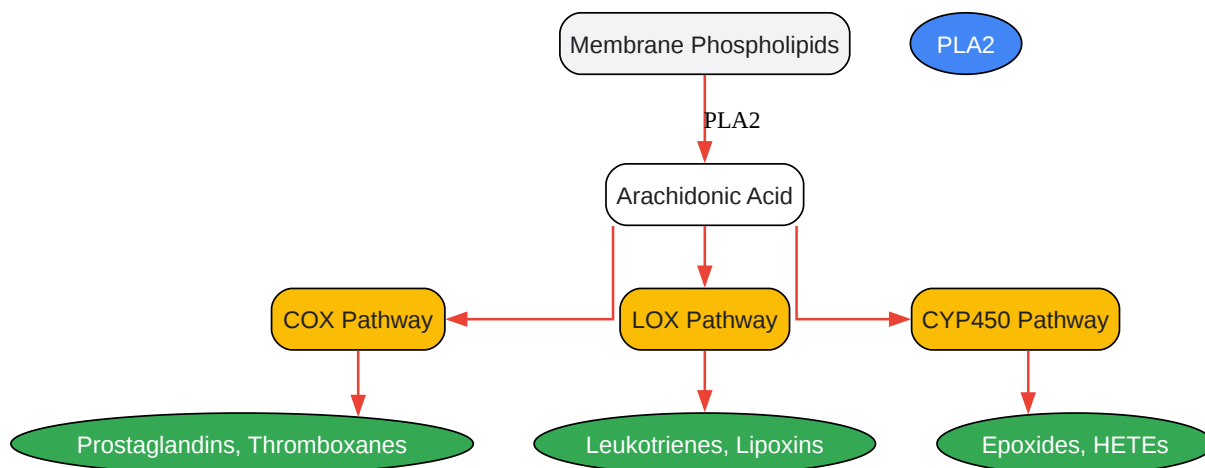 Membrane Phospholipids
PLA2
PLA2
Arachidonic Acid
COX Pathway
LOX Pathway
CYP450 Pathway
Prostaglandins, Thromboxanes
Leukotrienes, Lipoxins
Epoxides, HETEs